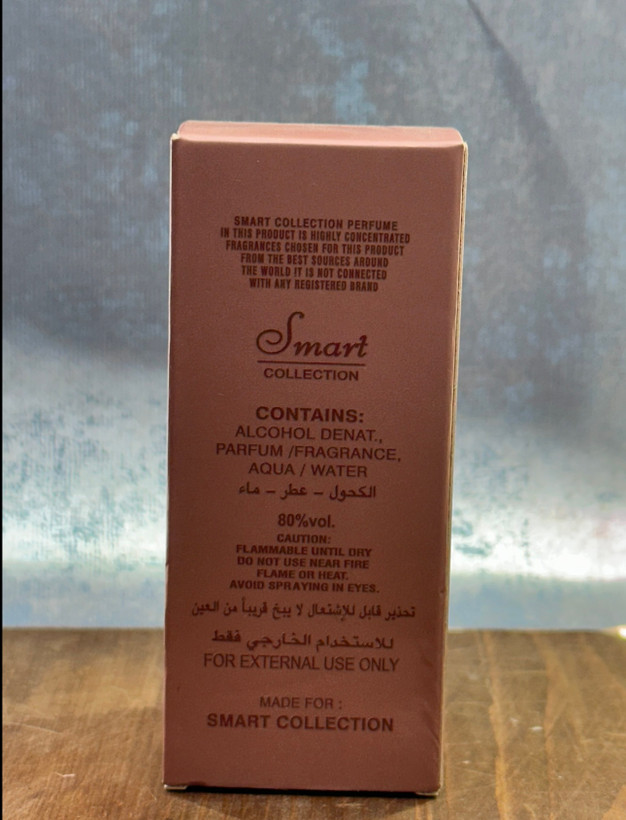 SMART COLLECTION PERFUME
IN THIS PRODUCT IS HIGHLY CONCENTRATED
FRAGRANCES CHOSEN FOR THIS PRODUCT
FROM THE BEST SOURCES AROUND
THE WORLD IT IS NOT CONNECTED
WITH ANY REGISTERED BRAND
Smart
COLLECTION
CONTAINS:
ALCOHOL DENAT.,
PARFUM /FRAGRANCE,
AQUA / WATER
الكحول – عطر – ماء
80%vol.
CAUTION:
FLAMMABLE UNTIL DRY
DO NOT USE NEAR FIRE
FLAME OR HEAT.
AVOID SPRAYING IN EYES.
تحذير قابل للإشتعال لا يبخ قريباً من العين
للاستخدام الخارجي فقط
FOR EXTERNAL USE ONLY
MADE FOR :
SMART COLLECTION